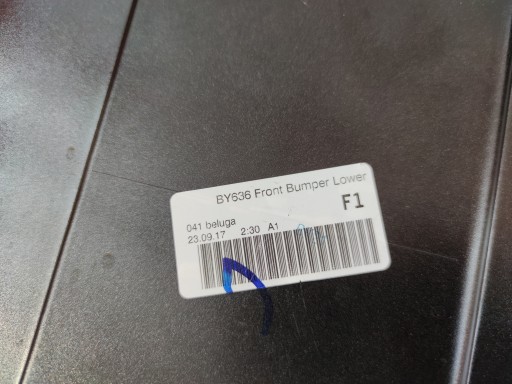 BY636 Front Bumper Lower
F1
041 beluga
23.09.17 2:30 A1